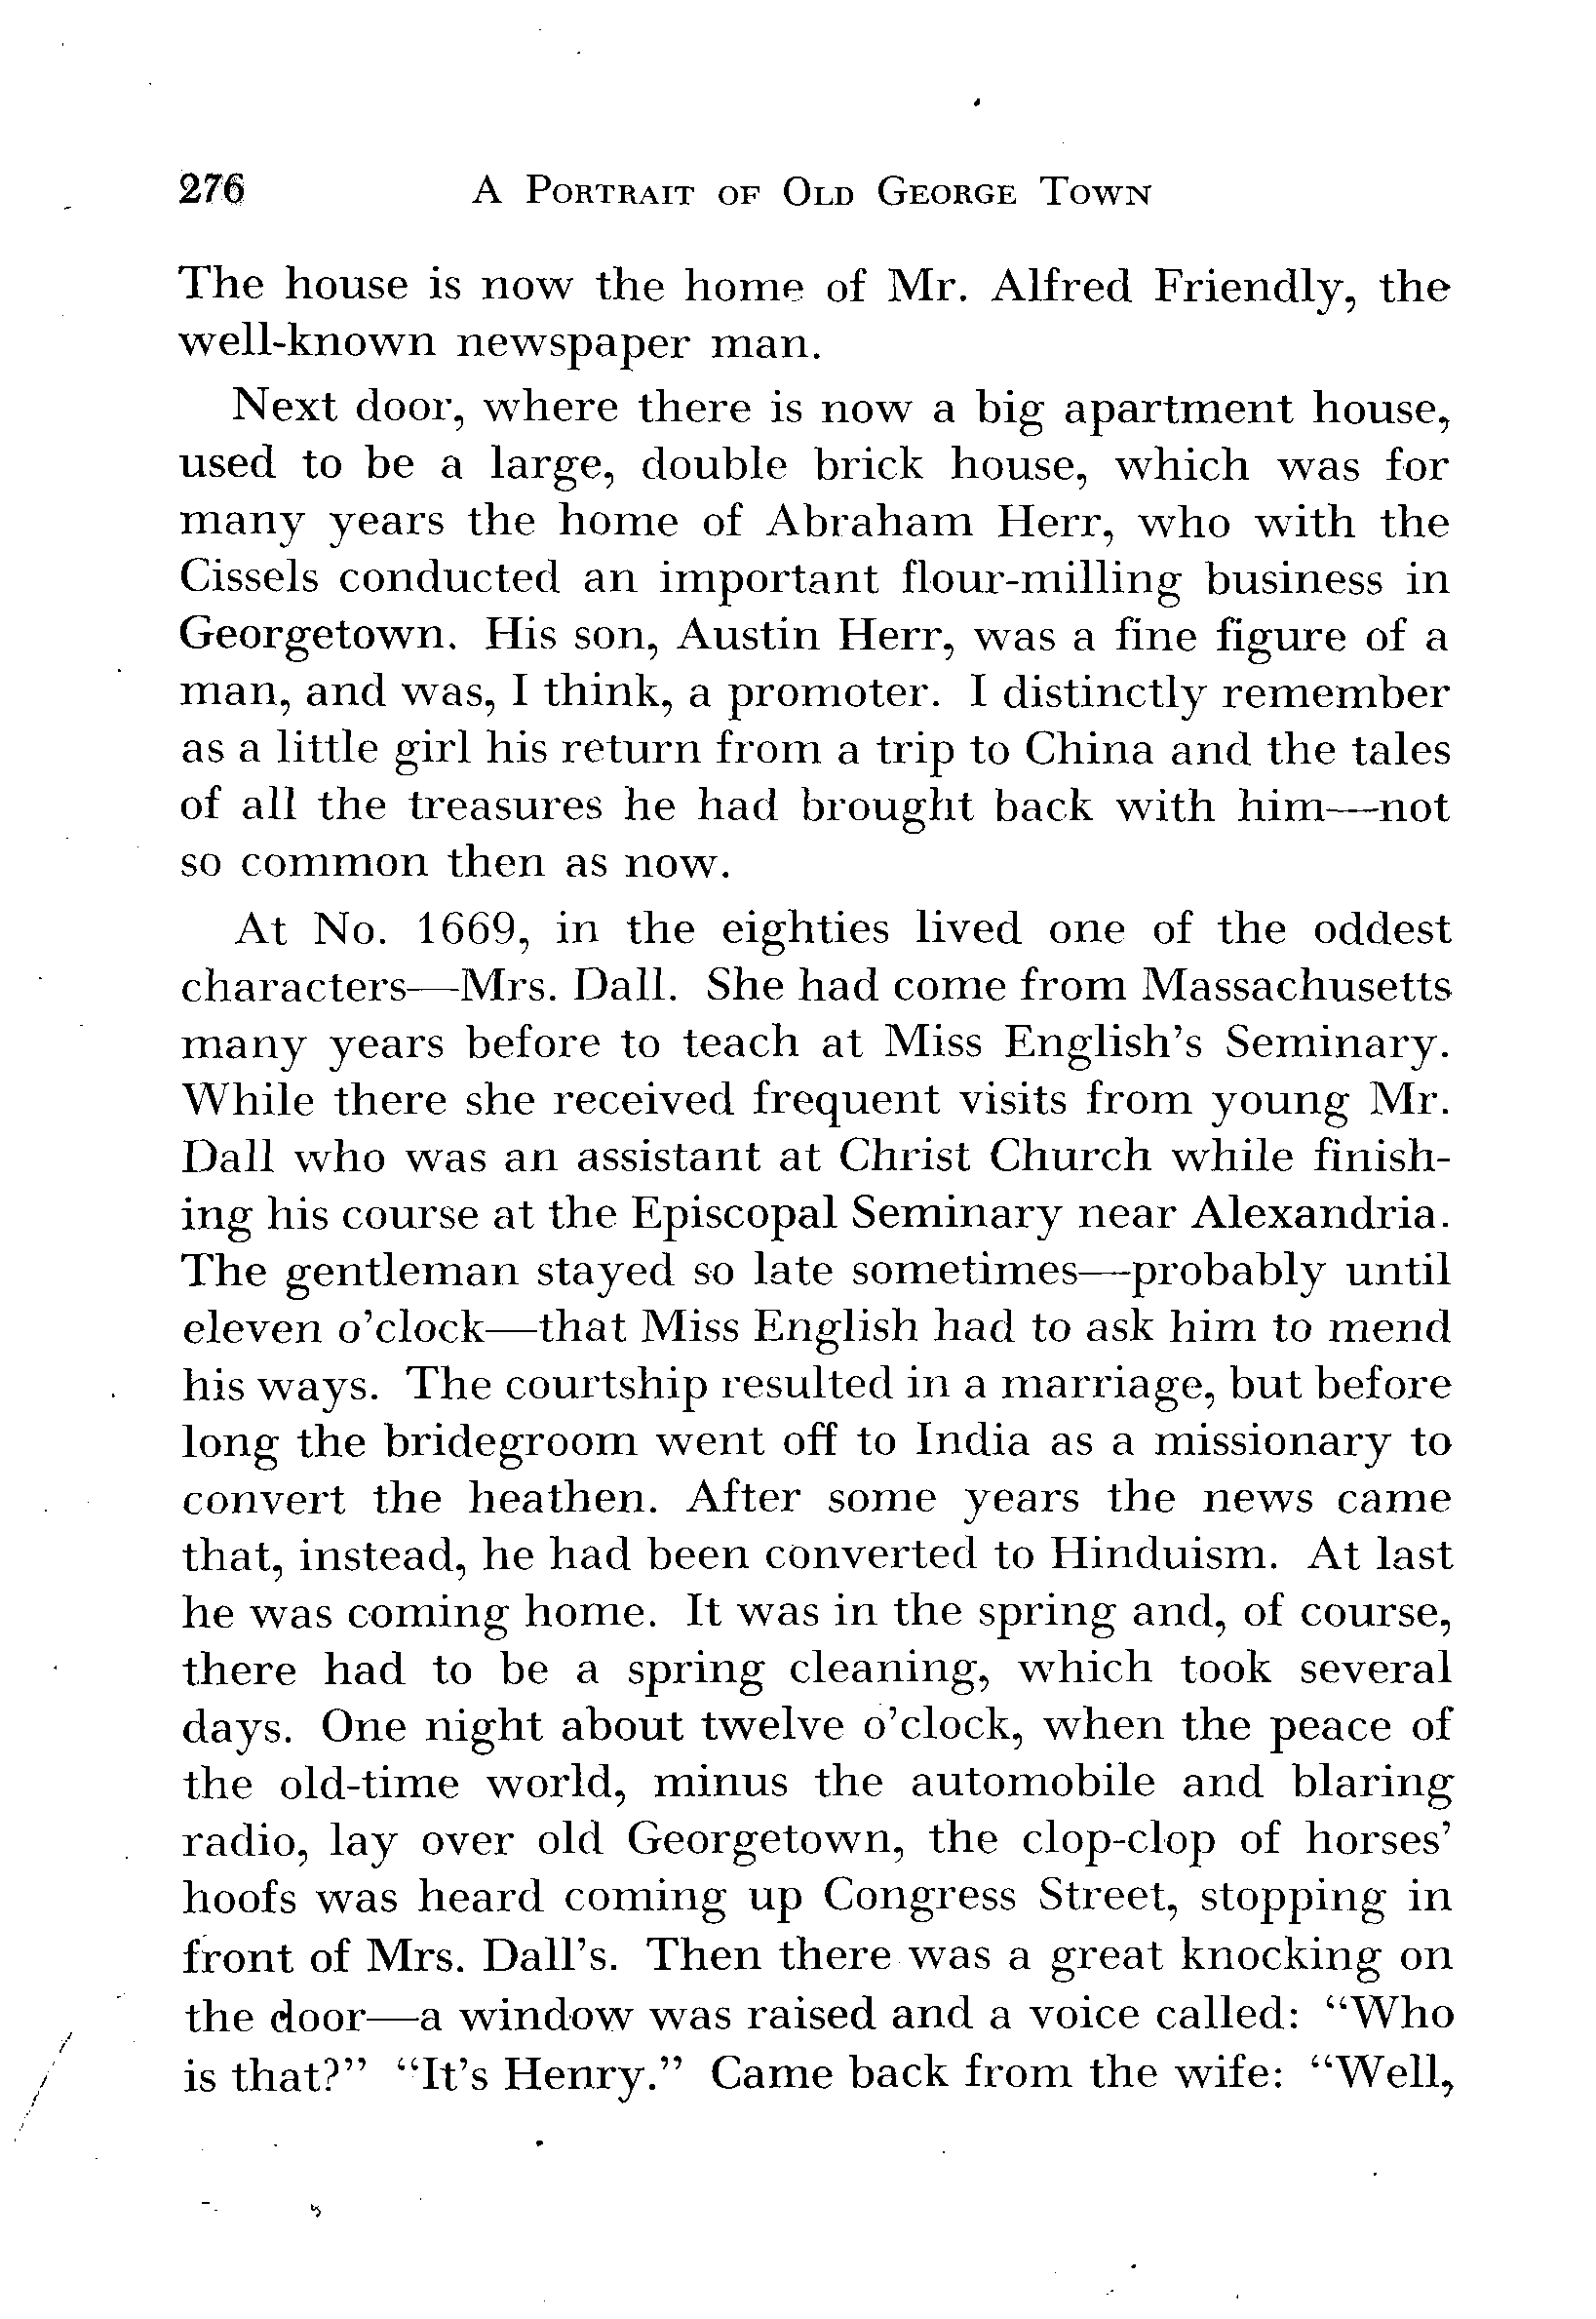 276 A Portrait of Old George Town
The house is now the home of Mr. Alfred Friendly, the
well-known newspaper man.
Next door, where there is now a big apartment house,
used to be a large, double brick house, which was for
many years the home of Abraham Herr, who with the
Cissels conducted an important flour-milling business in
Georgetown. His son, Austin Herr, was a fine figure of a
man, and was, I think, a promoter. I distinctly remember
as a little girl his return from a trip to China and the tales
of all the treasures he had brought back with him—not
so common then as now.
At No. 1669, in the eighties lived one of the oddest
characters—Mrs. Dall. She had come from Massachusetts
many years before to teach at Miss English's Seminary.
While there she received frequent visits from young Mr.
Dall who was an assistant at Christ Church while finish-
ing his course at the Episcopal Seminary near Alexandria.
The gentleman stayed so late sometimes—probably until
eleven o'clock—that Miss English had to ask him to mend
his ways. The courtship resulted in a marriage, but before
long the bridegroom went off to India as a missionary to
convert the heathen. After some years the news came
that, instead, he had been converted to Hinduism. At last
he was coming home. It was in the spring and, of course,
there had to be a spring cleaning, which took several
days. One night about twelve o'clock, when the peace of
the old-time world, minus the automobile and blaring
radio, lay over old Georgetown, the clop-clop of horses'
hoofs was heard coming up Congress Street, stopping in
front of Mrs. Dall's. Then there was a great knocking on
the door—a window was raised and a voice called: "Who
is that?" "It's Henry." Came back from the wife: "Well,